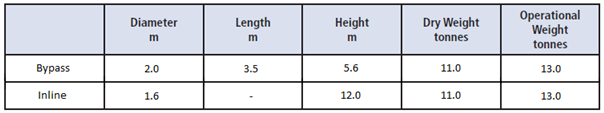 Diameter m Length m Height m Dry Weight tonnes Operational Weight tonnes
Bypass 2.0 3.5 5.6 11.0 13.0
Inline 1.6 - 12.0 11.0 13.0